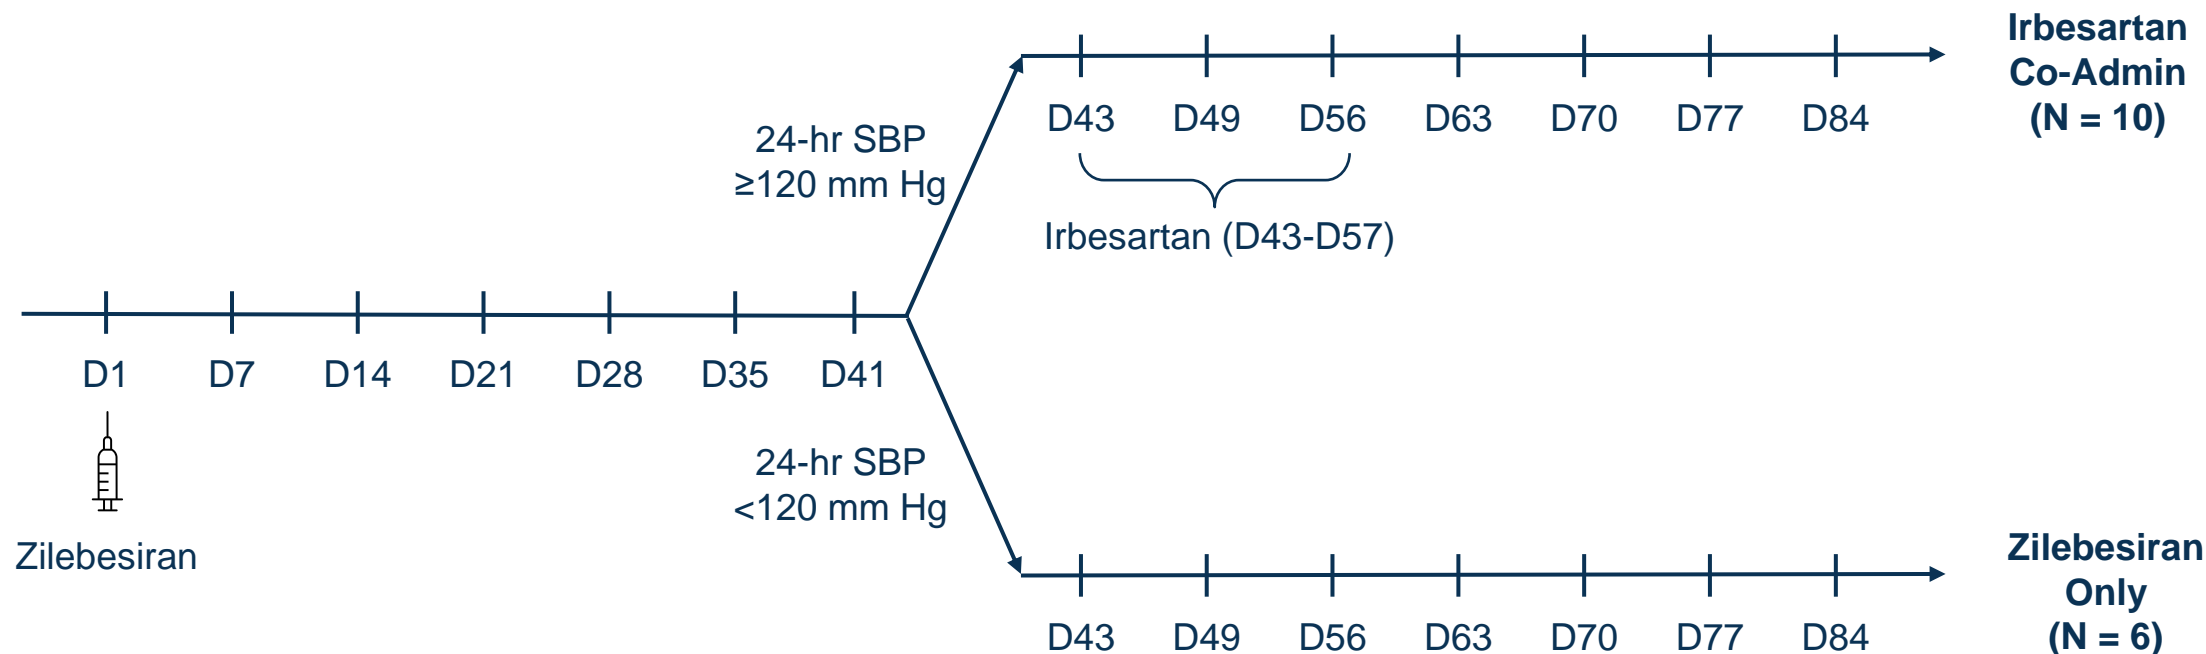 Irbesartan
Co-Admin
(N = 10)
D43 D49 D56 D63 D70 D77 D84
24-hr SBP
≥120 mm Hg
Irbesartan (D43-D57)
D1 D7 D14 D21 D28 D35 D41
Zilebesiran
24-hr SBP
<120 mm Hg
D43 D49 D56 D63 D70 D77 D84
Zilebesiran
Only
(N = 6)